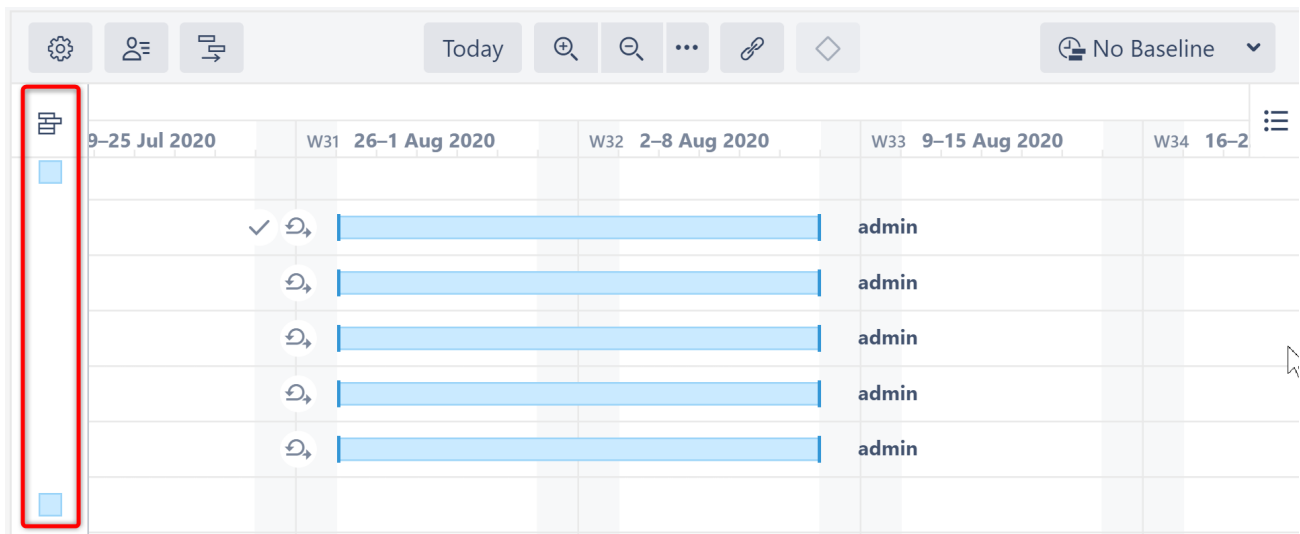 Today
No Baseline
9–25 Jul 2020 W31 26–1 Aug 2020 W32 2–8 Aug 2020 W33 9–15 Aug 2020 W34 16–2
admin
admin
admin
admin
admin